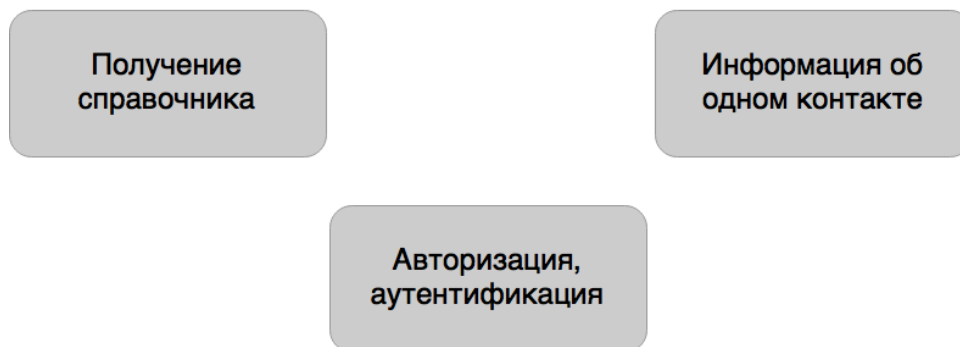 Получение
справочника
Информация об
одном контакте
Авторизация,
аутентификация